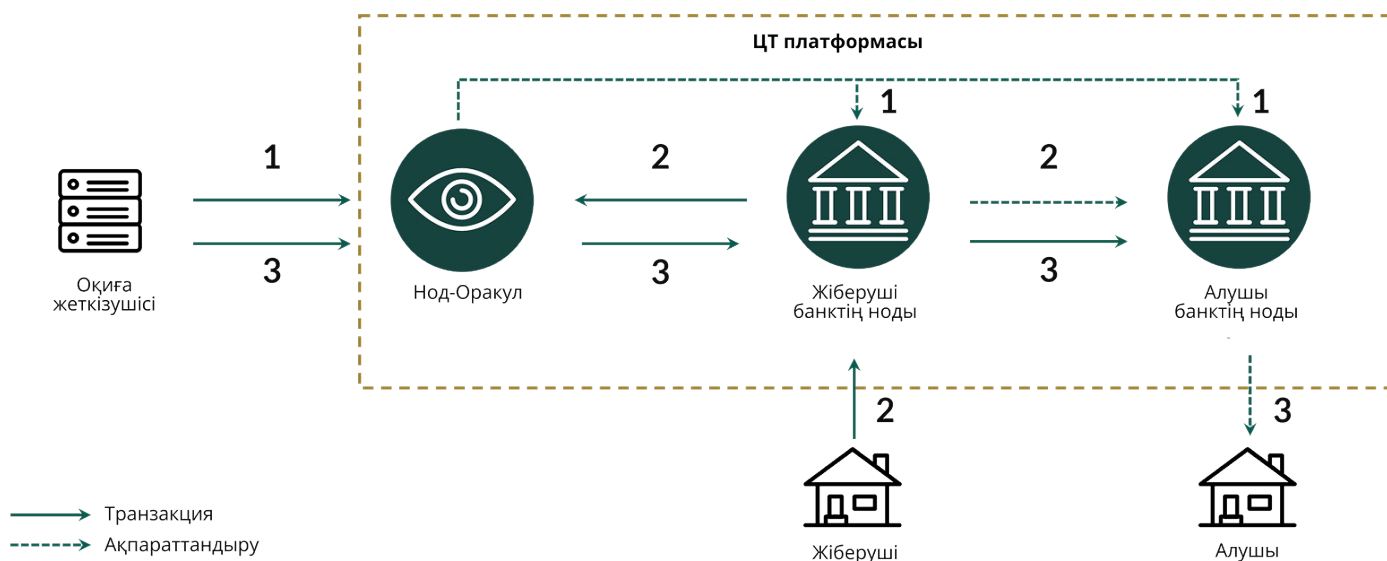 ЦТ платформасы
1
1
1
2
2
3
3
3
Оқиға
жеткізушісі
Нод-Оракул
Жіберуші
банктің ноды
Алушы
банктің ноды
2
3
Транзакция
Ақпараттандыру
Жіберуші
Алушы